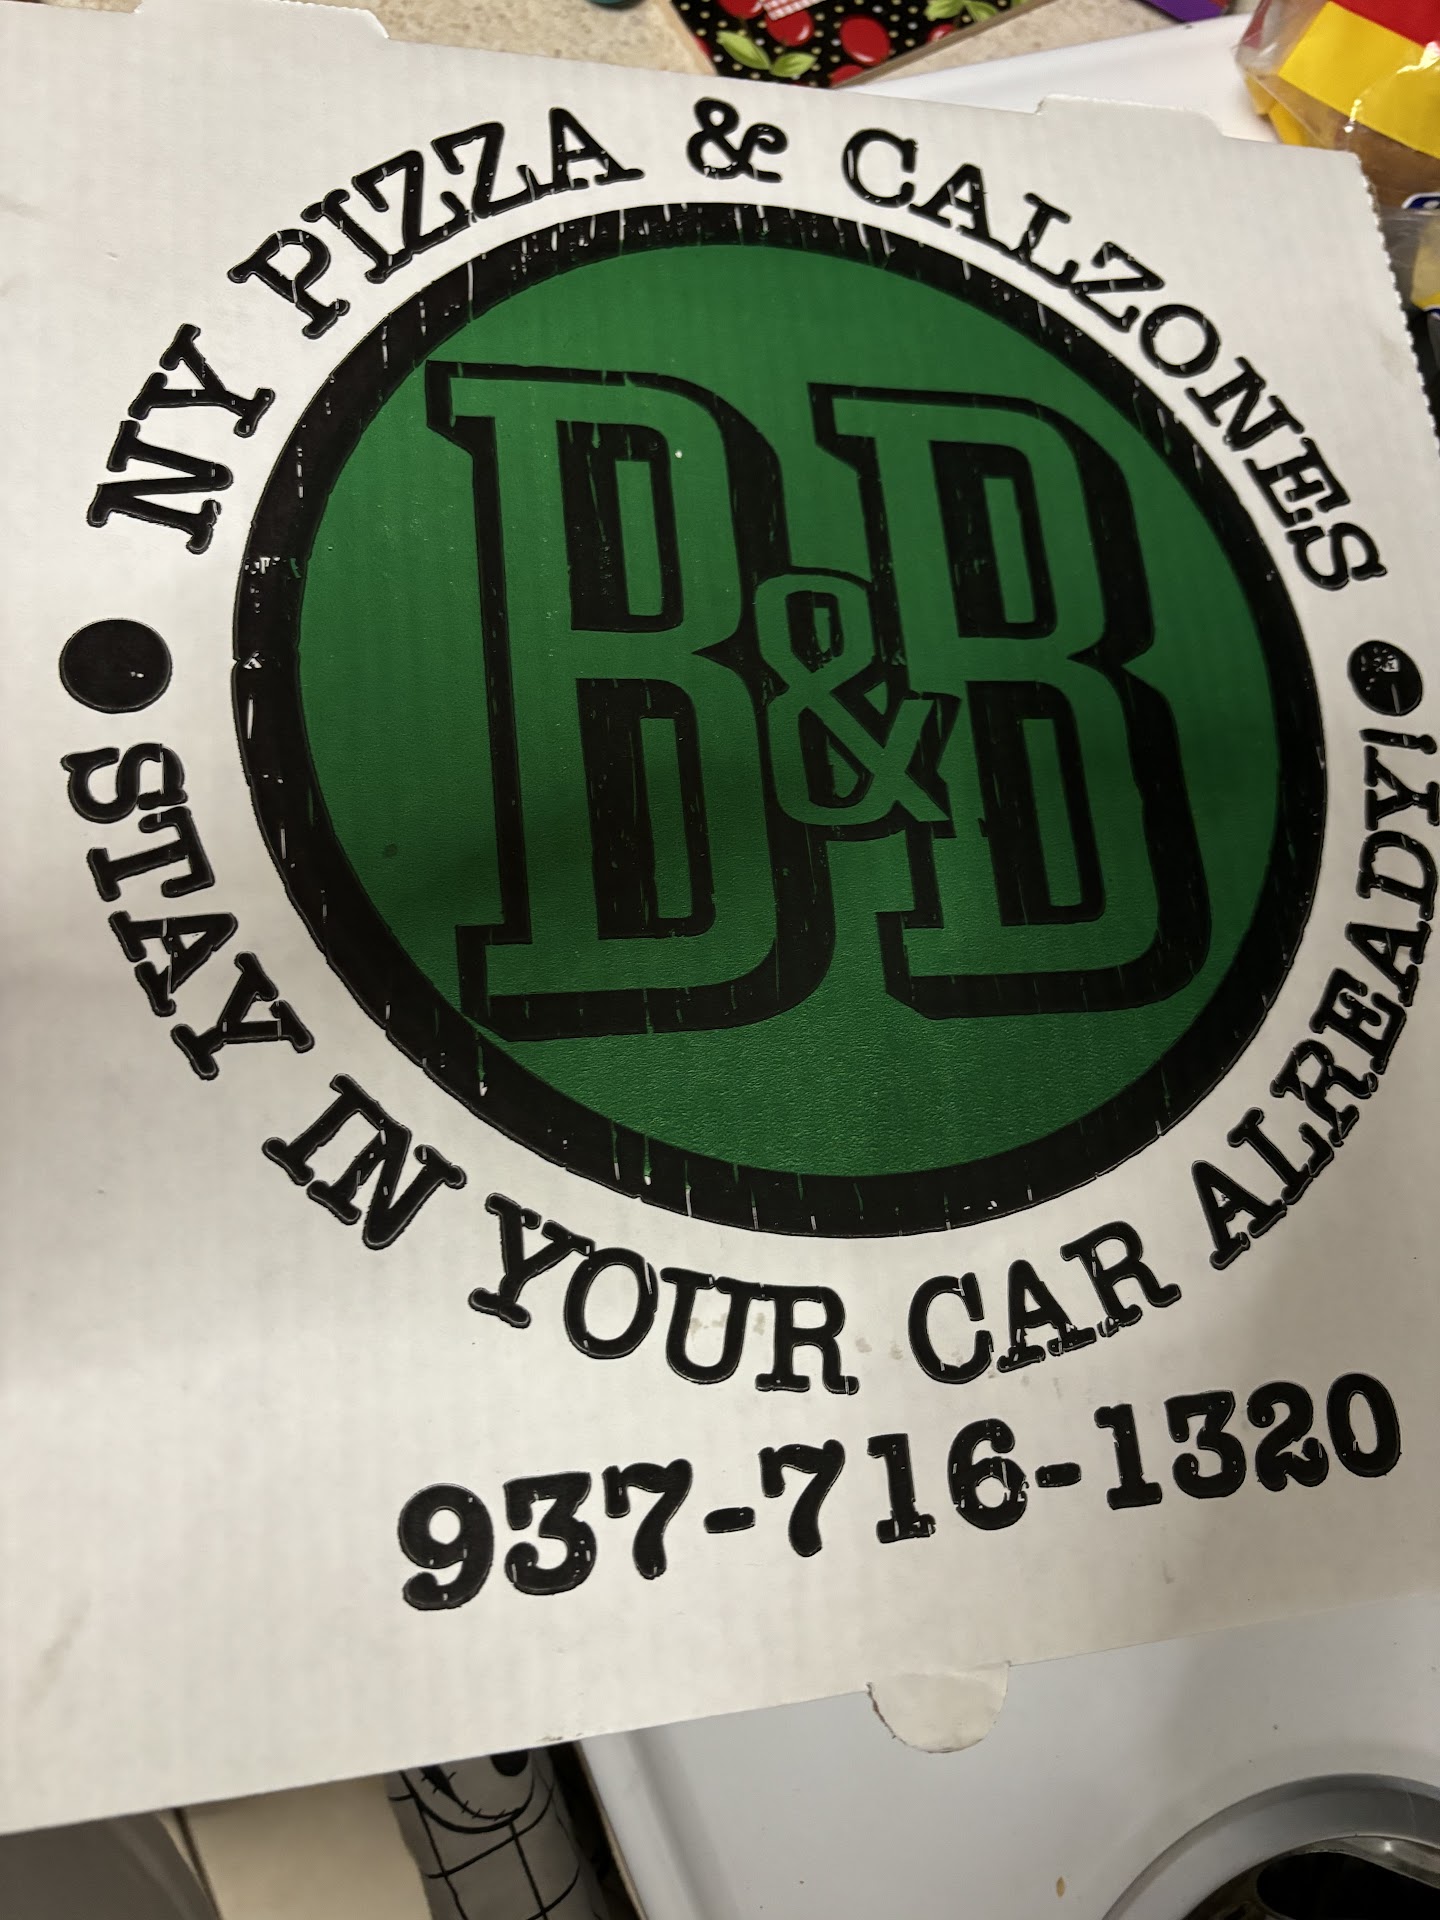 NY PIZZA & CALZONES
B&B
STAY IN YOUR CAR ALREADY!
937-716-1320